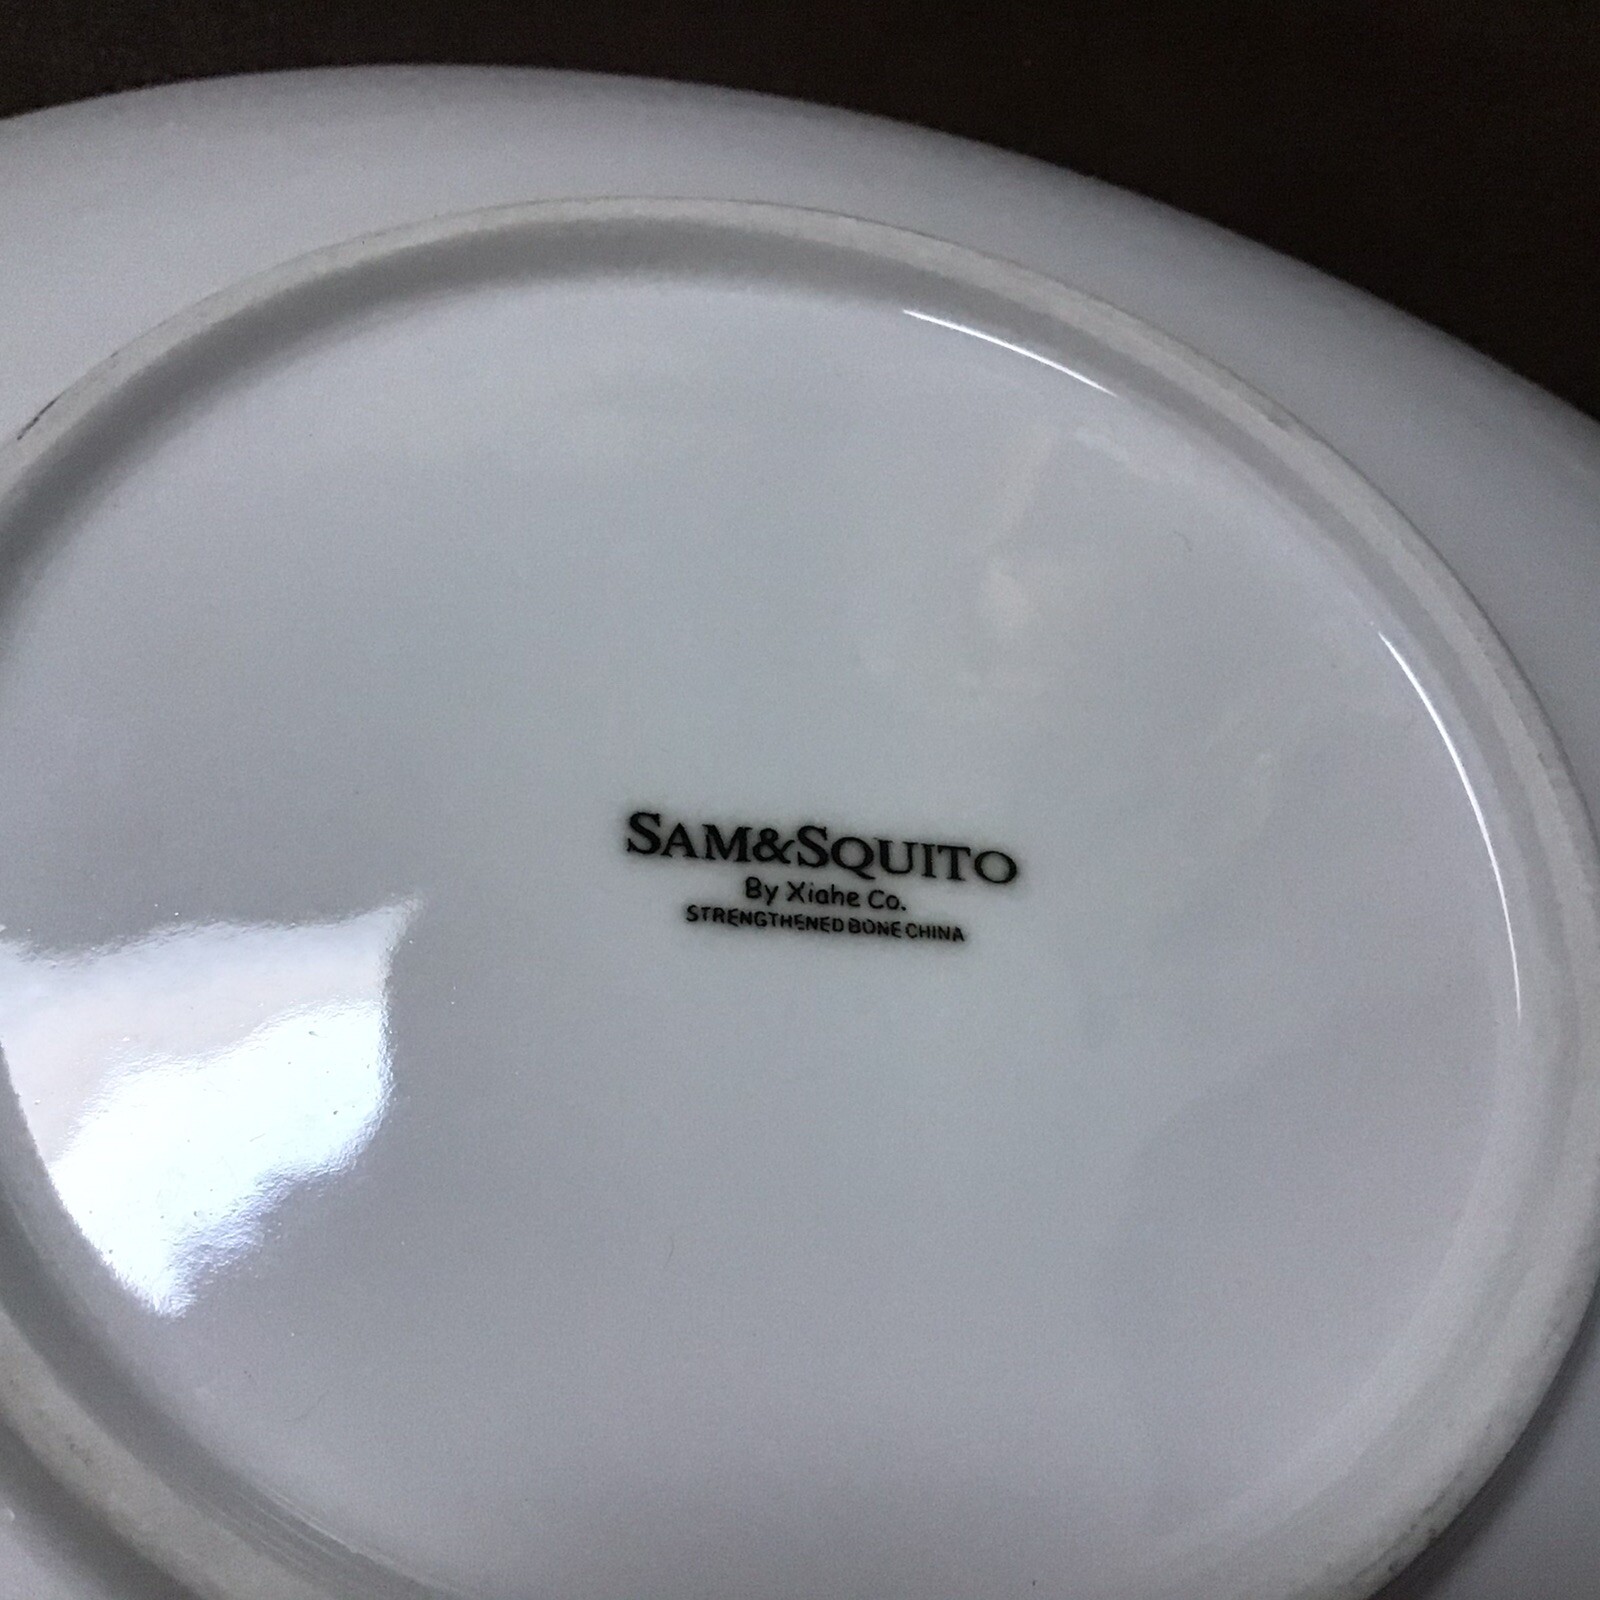 SAM&SQUITO
By Xiahe Co.
STRENGTHENED BONE CHINA